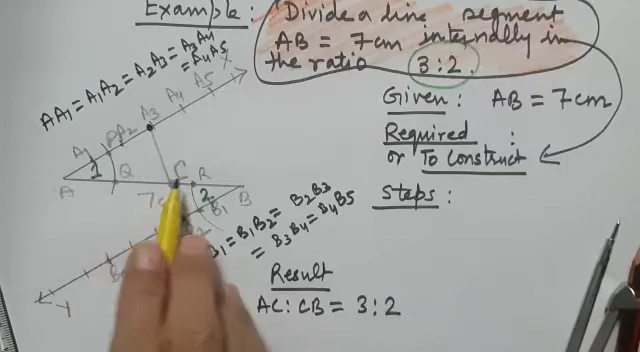 Example :
Divide a line segment
AB = 7cm internally in
the ratio 3:2.
Given : AB = 7cm
Required :
or To Construct
Steps :
AA1 = A1A2 = A2A3 = A3A4
= A4A5
A A1 P A2 A3 A4 A5 X
1 Q C R 2 B1 B
B1 = B1B2 = B2B3
= B3B4 = B4B5
Y
Result
AC : CB = 3 : 2